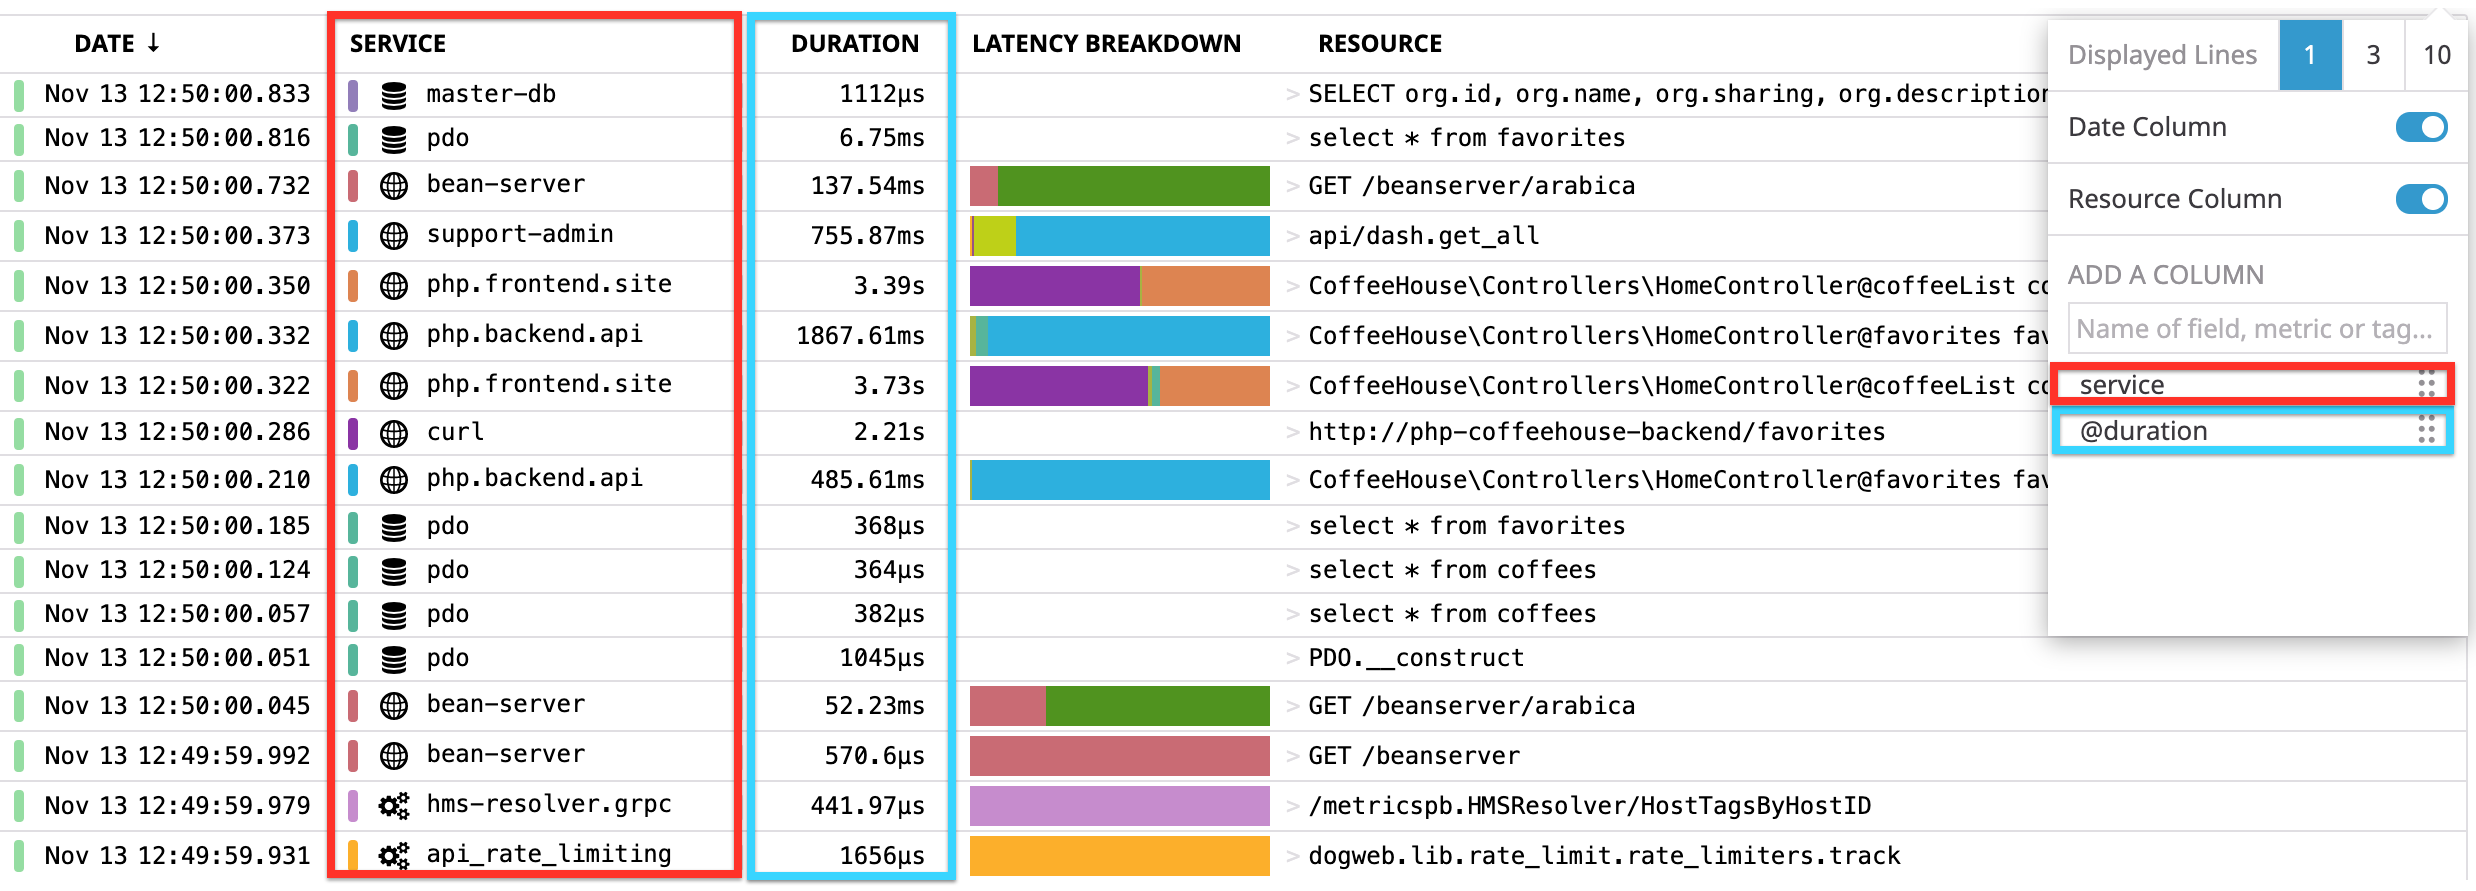 DATE ↓ SERVICE DURATION LATENCY BREAKDOWN RESOURCE
Nov 13 12:50:00.833 master-db 1112µs > SELECT org.id, org.name, org.sharing, org.description
Nov 13 12:50:00.816 pdo 6.75ms > select * from favorites
Nov 13 12:50:00.732 bean-server 137.54ms > GET /beanserver/arabica
Nov 13 12:50:00.373 support-admin 755.87ms > api/dash.get_all
Nov 13 12:50:00.350 php.frontend.site 3.39s > CoffeeHouse\Controllers\HomeController@coffeeList co
Nov 13 12:50:00.332 php.backend.api 1867.61ms > CoffeeHouse\Controllers\HomeController@favorites fav
Nov 13 12:50:00.322 php.frontend.site 3.73s > CoffeeHouse\Controllers\HomeController@coffeeList co
Nov 13 12:50:00.286 curl 2.21s > http://php-coffeehouse-backend/favorites
Nov 13 12:50:00.210 php.backend.api 485.61ms > CoffeeHouse\Controllers\HomeController@favorites fav
Nov 13 12:50:00.185 pdo 368µs > select * from favorites
Nov 13 12:50:00.124 pdo 364µs > select * from coffees
Nov 13 12:50:00.057 pdo 382µs > select * from coffees
Nov 13 12:50:00.051 pdo 1045µs > PDO.__construct
Nov 13 12:50:00.045 bean-server 52.23ms > GET /beanserver/arabica
Nov 13 12:49:59.992 bean-server 570.6µs > GET /beanserver
Nov 13 12:49:59.979 hms-resolver.grpc 441.97µs > /metricspb.HMSResolver/HostTagsByHostID
Nov 13 12:49:59.931 api_rate_limiting 1656µs > dogweb.lib.rate_limit.rate_limiters.track
Displayed Lines 1 3 10
Date Column
Resource Column
ADD A COLUMN
Name of field, metric or tag...
service
@duration